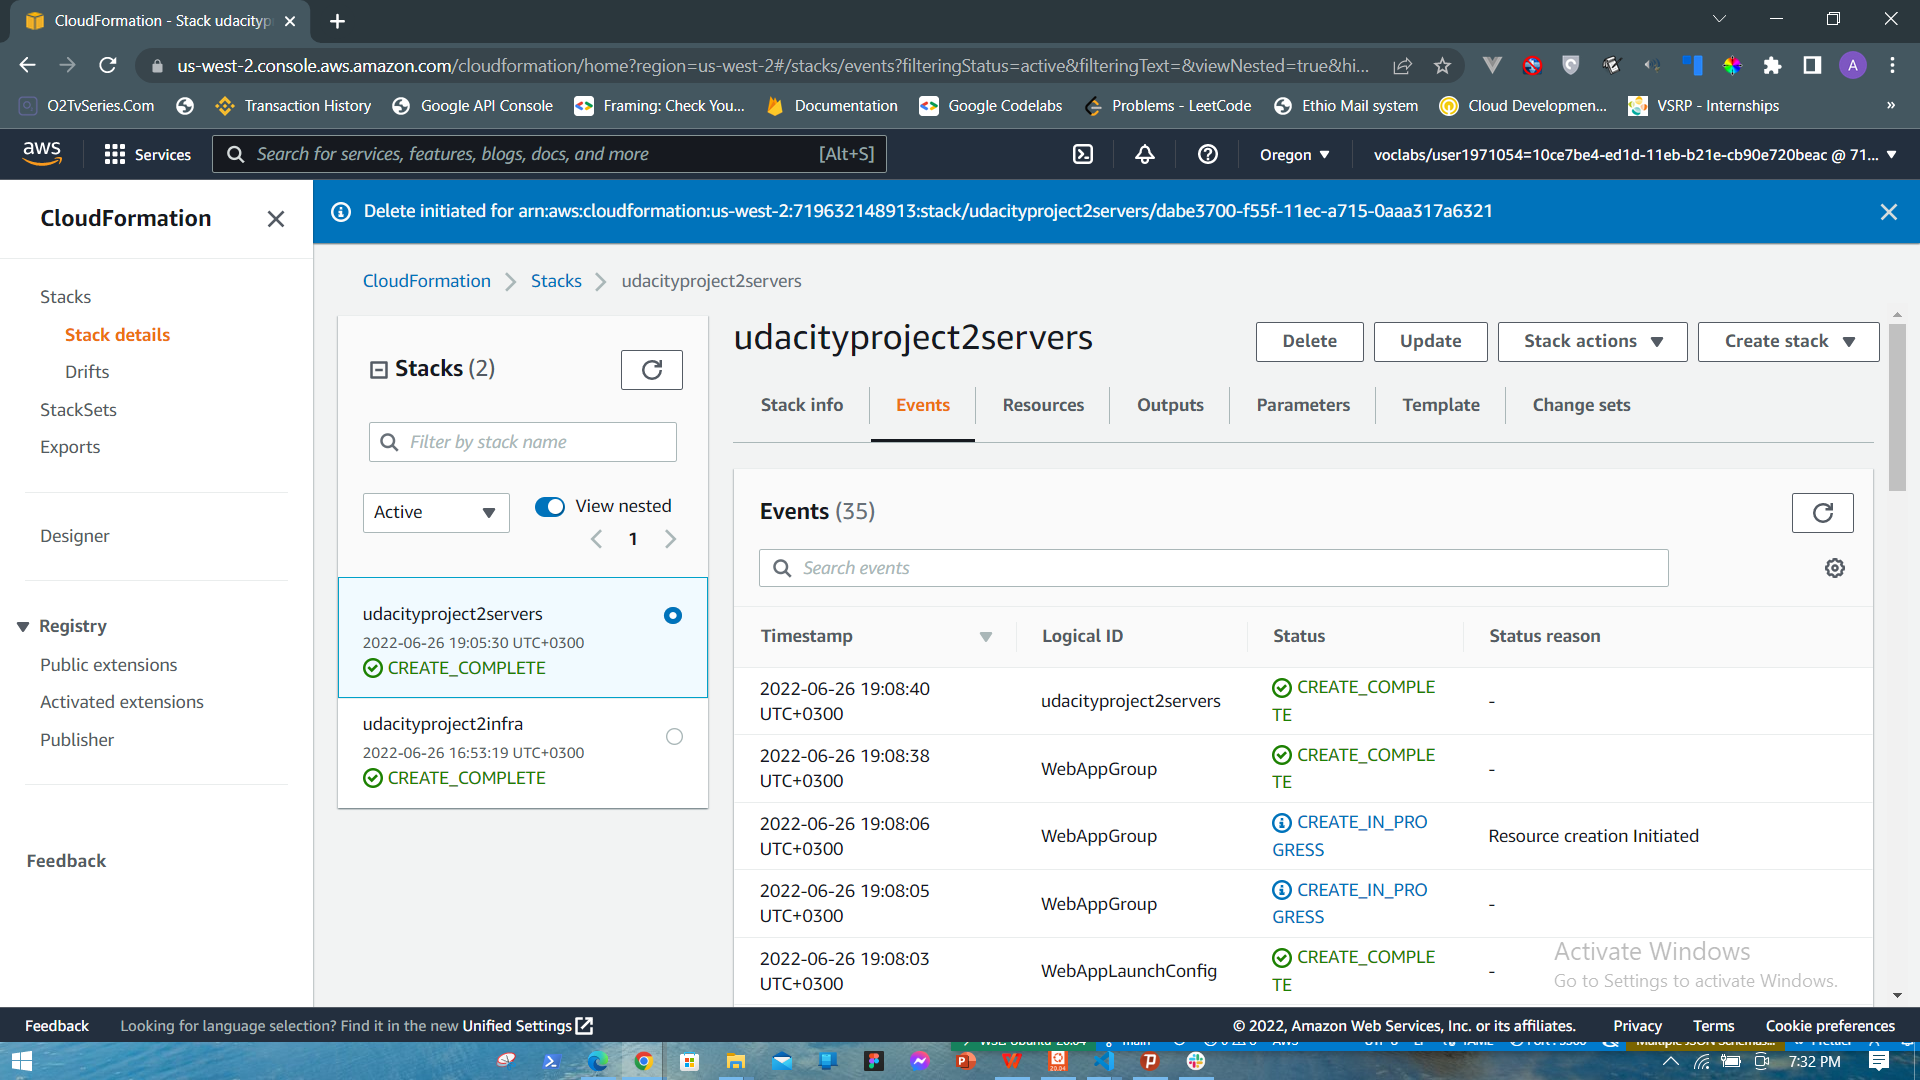 CloudFormation - Stack udacityp
us-west-2.console.aws.amazon.com/cloudformation/home?region=us-west-2#/stacks/events?filteringStatus=active&filteringText=&viewNested=true&hi...
A
O2TvSeries.Com
Transaction History
Google API Console
Framing: Check You...
Documentation
Google Codelabs
Problems - LeetCode
Ethio Mail system
Cloud Developmen...
VSRP - Internships
»
aws
Services
Search for services, features, blogs, docs, and more
[Alt+S]
Oregon
voclabs/user1971054=10ce7be4-ed1d-11eb-b21e-cb90e720beac @ 71...
CloudFormation
Delete initiated for arn:aws:cloudformation:us-west-2:719632148913:stack/udacityproject2servers/dabe3700-f55f-11ec-a715-0aaa317a6321
Stacks
Stack details
Drifts
StackSets
Exports
Designer
Registry
Public extensions
Activated extensions
Publisher
Feedback
CloudFormation
Stacks
udacityproject2servers
Stacks (2)
Filter by stack name
Active
View nested
1
udacityproject2servers
2022-06-26 19:05:30 UTC+0300
CREATE_COMPLETE
udacityproject2infra
2022-06-26 16:53:19 UTC+0300
CREATE_COMPLETE
udacityproject2servers
Delete
Update
Stack actions
Create stack
Stack info
Events
Resources
Outputs
Parameters
Template
Change sets
Events (35)
Search events
Timestamp
Logical ID
Status
Status reason
2022-06-26 19:08:40
UTC+0300
udacityproject2servers
CREATE_COMPLE
TE
-
2022-06-26 19:08:38
UTC+0300
WebAppGroup
CREATE_COMPLE
TE
-
2022-06-26 19:08:06
UTC+0300
WebAppGroup
CREATE_IN_PRO
GRESS
Resource creation Initiated
2022-06-26 19:08:05
UTC+0300
WebAppGroup
CREATE_IN_PRO
GRESS
-
2022-06-26 19:08:03
UTC+0300
WebAppLaunchConfig
CREATE_COMPLE
TE
-
Activate Windows
Go to Settings to activate Windows.
Feedback
Looking for language selection? Find it in the new Unified Settings
© 2022, Amazon Web Services, Inc. or its affiliates.
Privacy
Terms
Cookie preferences
7:32 PM